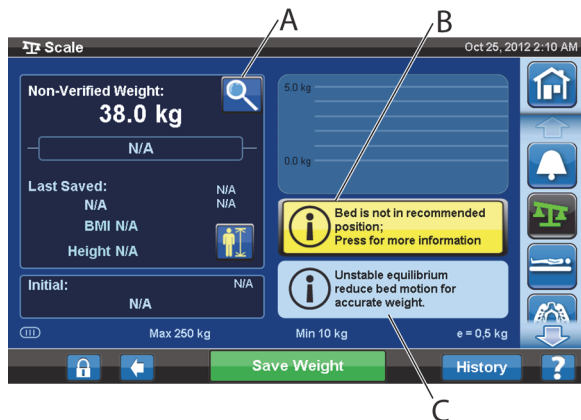 A
B
Scale
Oct 25, 2012 2:10 AM
Non-Verified Weight:
38.0 kg
N/A
Last Saved:
N/A
N/A
N/A
BMI N/A
Height N/A
Initial:
N/A
N/A
5.0 kg
0.0 kg
Bed is not in recommended
position;
Press for more information
Unstable equilibrium
reduce bed motion for
accurate weight.
Max 250 kg
Min 10 kg
e = 0,5 kg
Save Weight
History
?
C